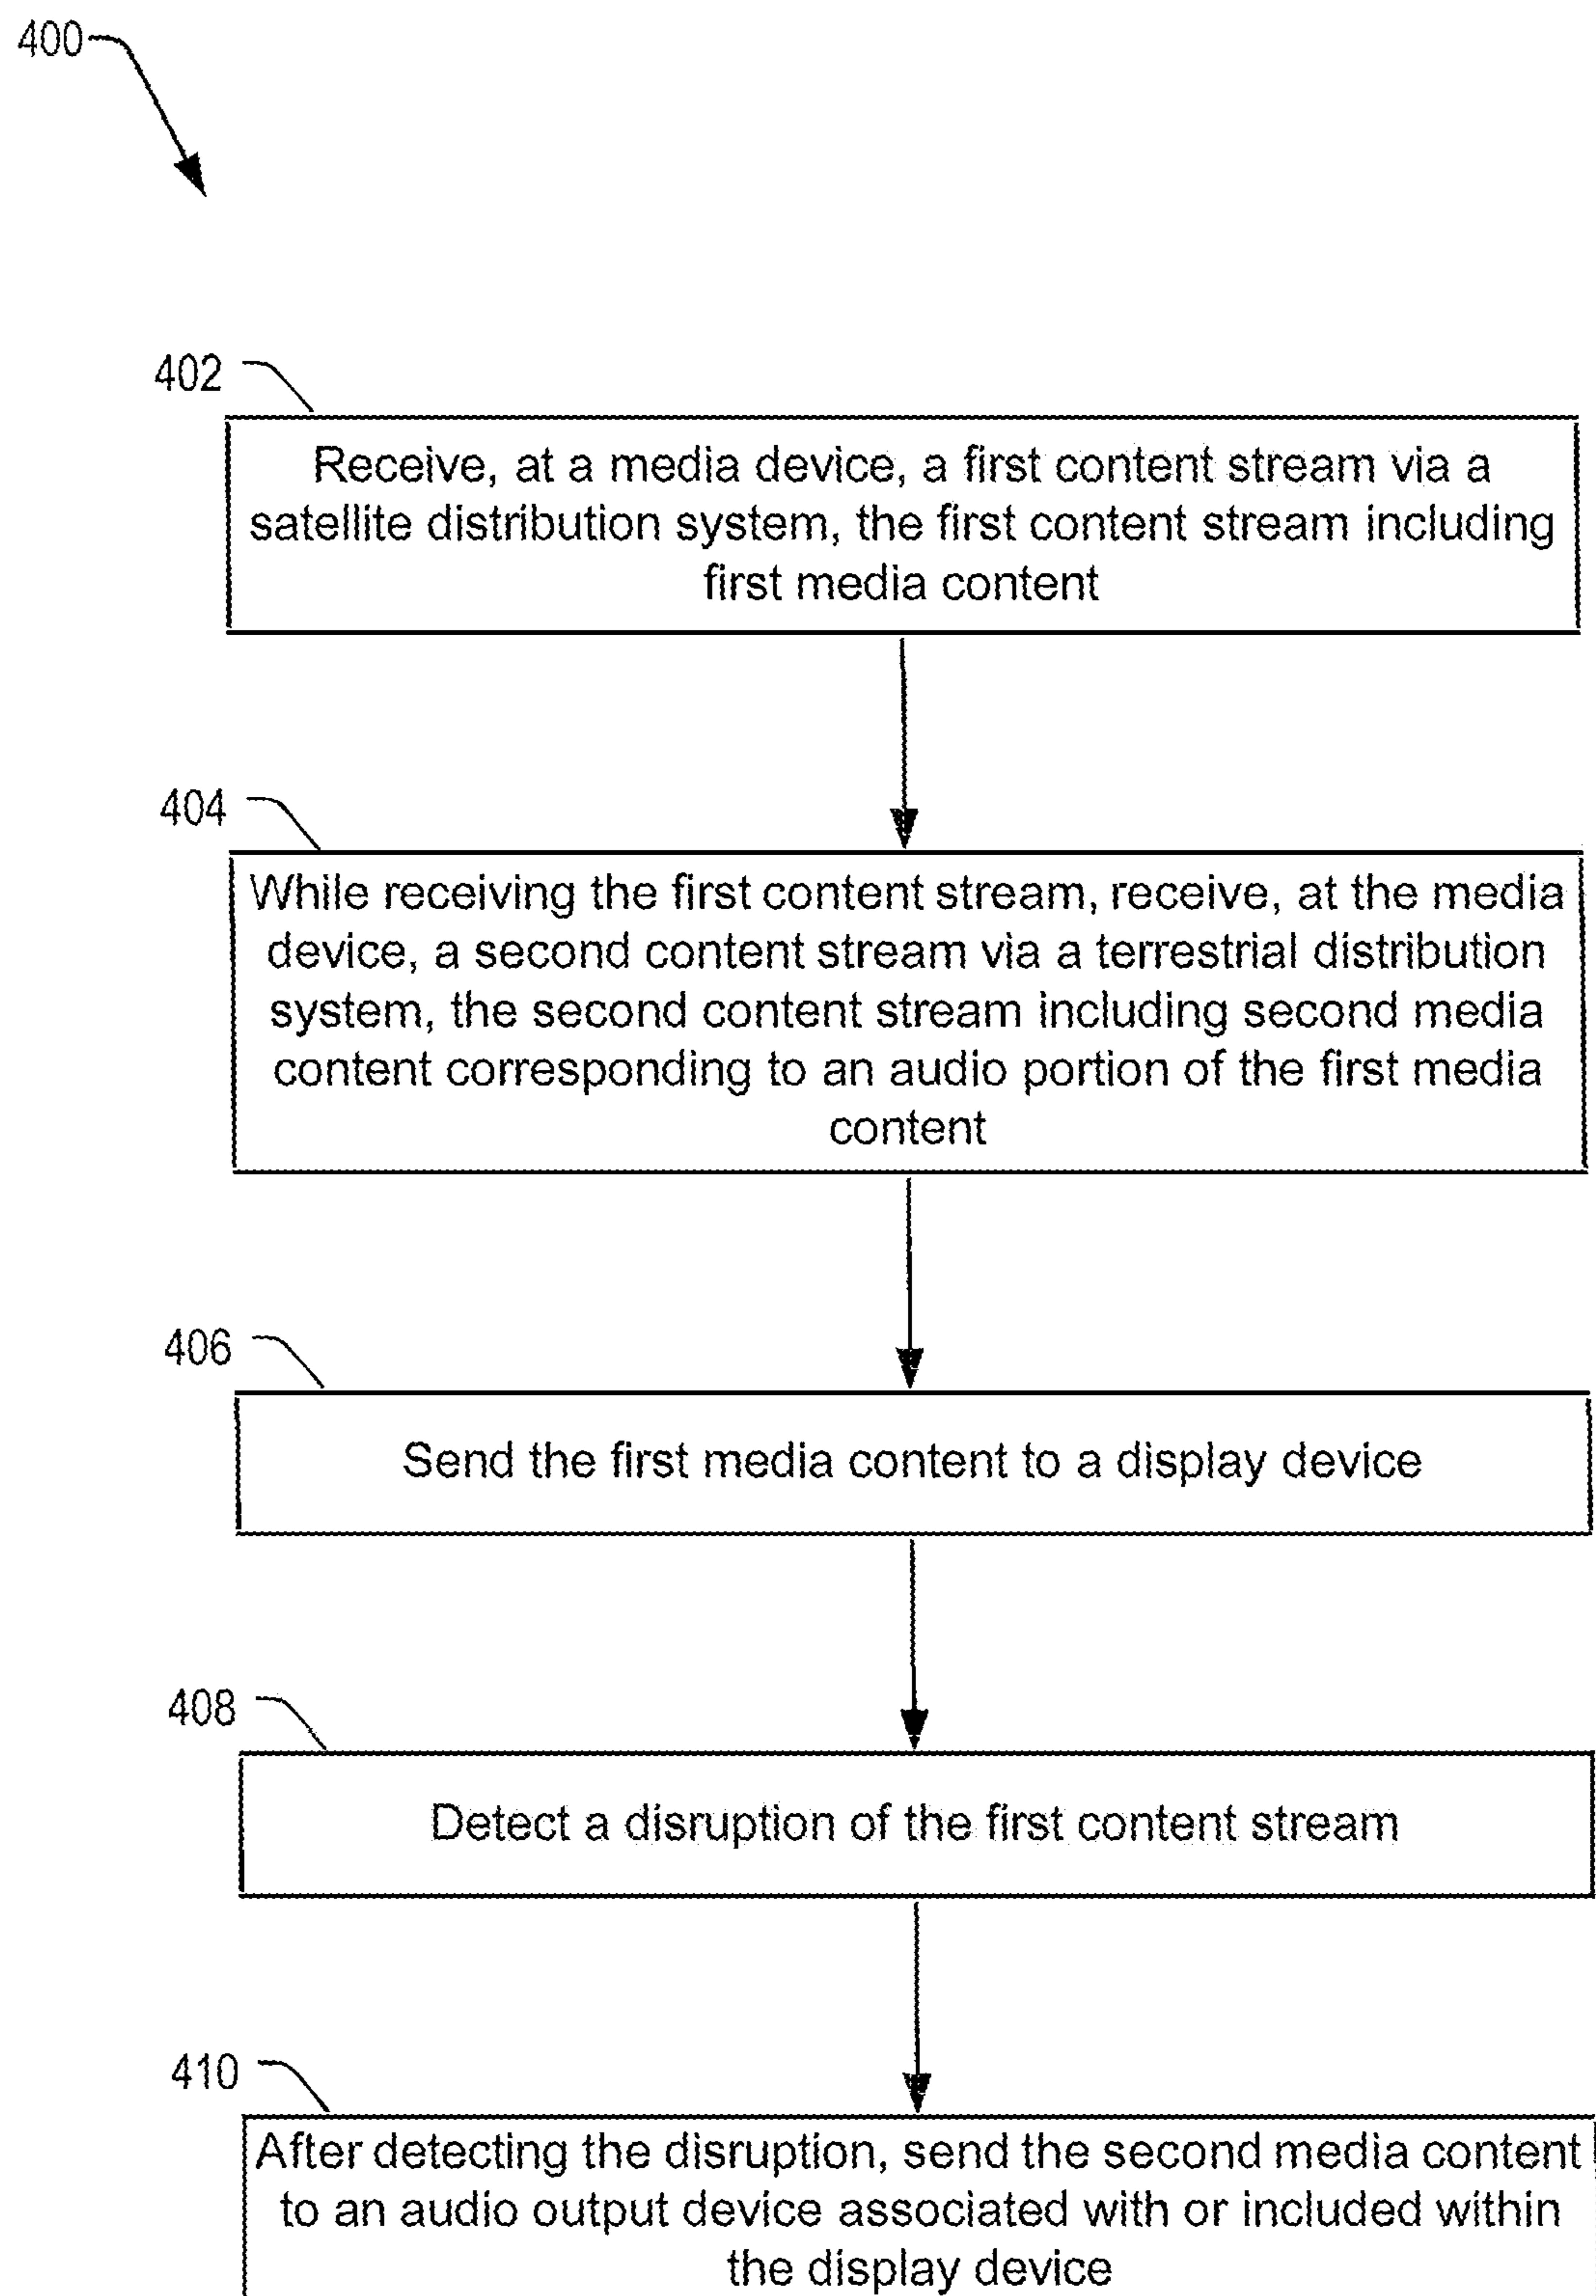 400
402
Receive, at a media device, a first content stream via a
satellite distribution system, the first content stream including
first media content
404
While receiving the first content stream, receive, at the media
device, a second content stream via a terrestrial distribution
system, the second content stream including second media
content corresponding to an audio portion of the first media
content
406
Send the first media content to a display device
408
Detect a disruption of the first content stream
410
After detecting the disruption, send the second media content
to an audio output device associated with or included within
the display device